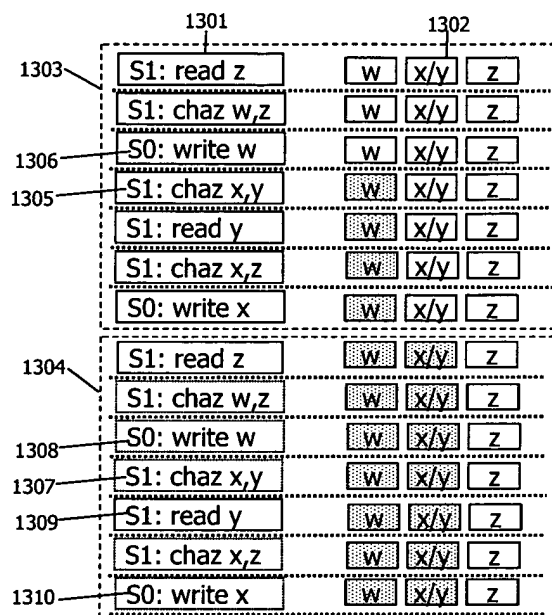 1301 1302
1303 S1: read z w x/y z
S1: chaz w,z w x/y z
1306 S0: write w w x/y z
1305 S1: chaz x,y w x/y z
S1: read y w x/y z
S1: chaz x,z w x/y z
S0: write x w x/y z
1304 S1: read z w x/y z
S1: chaz w,z w x/y z
1308 S0: write w w x/y z
1307 S1: chaz x,y w x/y z
1309 S1: read y w x/y z
S1: chaz x,z w x/y z
1310 S0: write x w x/y z